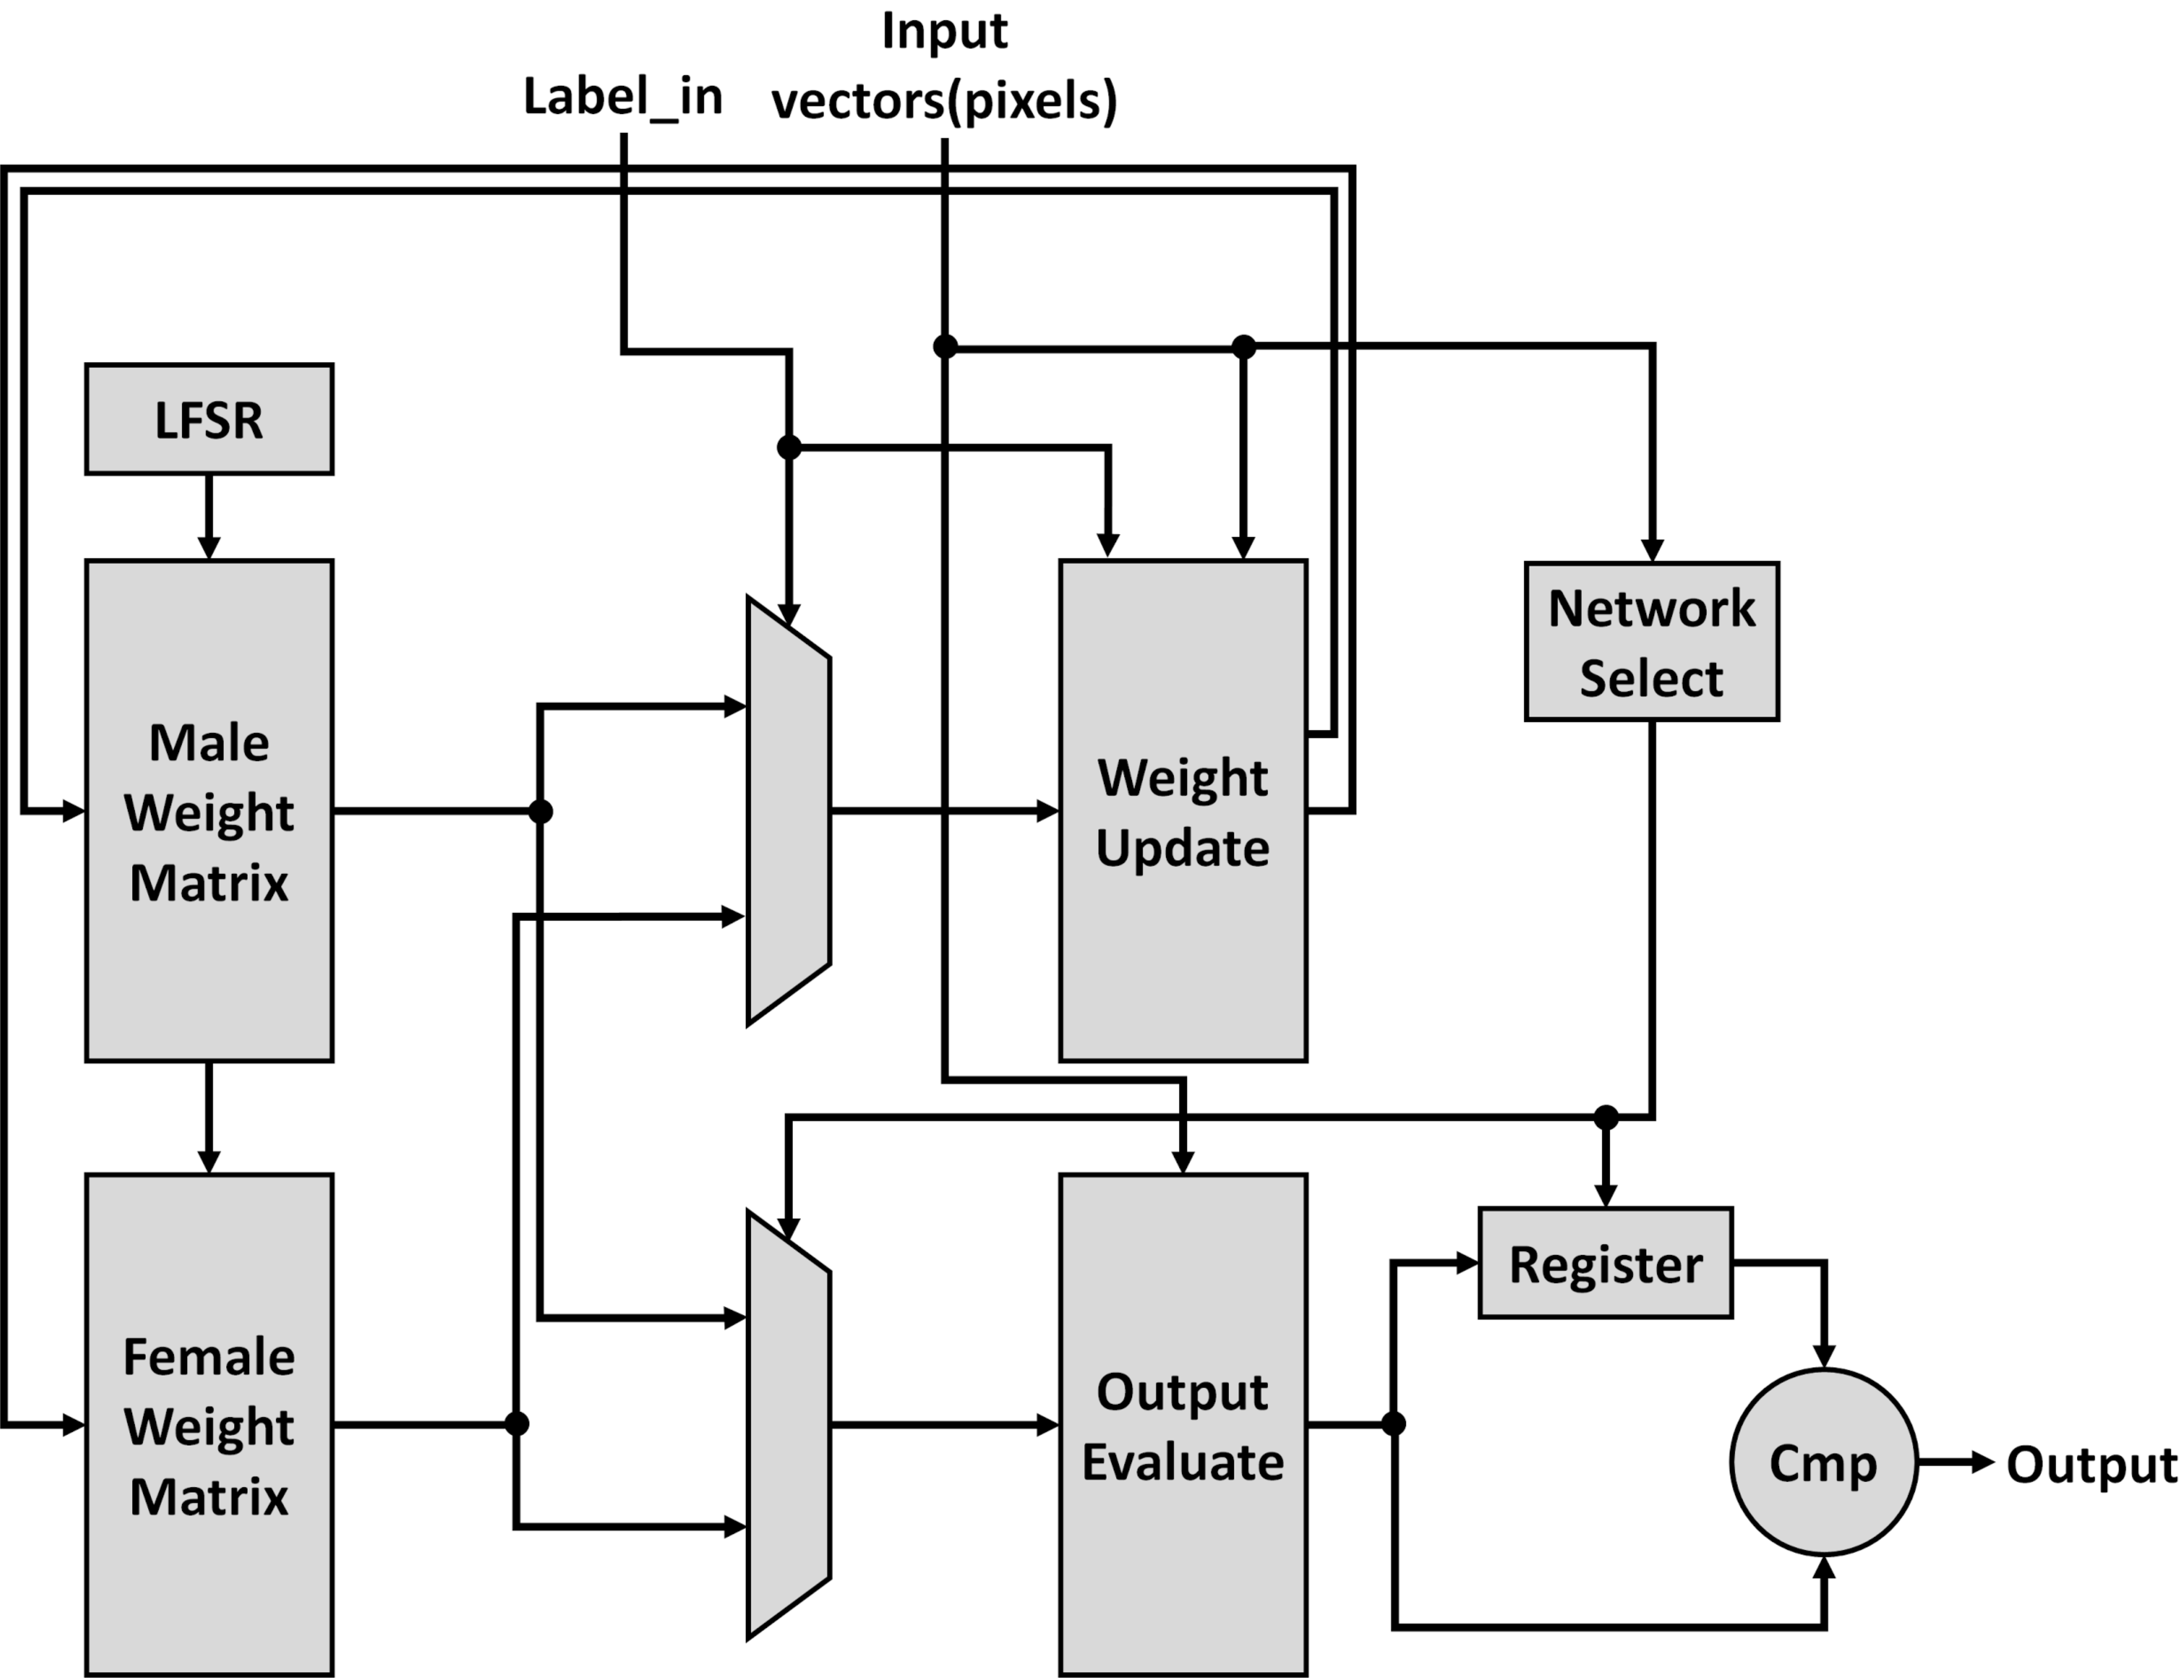 Input
Label_in
vectors(pixels)
LFSR
Network
Select
Male
Weight
Matrix
Weight
Update
Register
Female
Weight
Matrix
Output
Evaluate
Cmp
Output